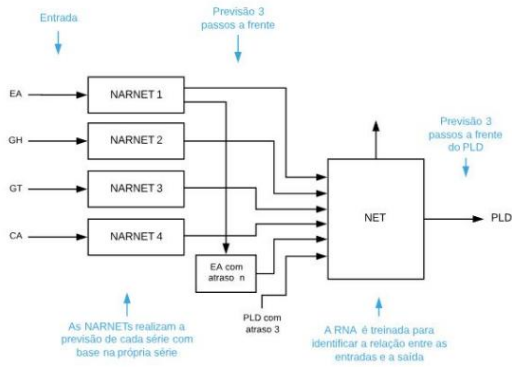 Entrada
Previsão 3
passos a frente
EA
NARNET 1
GH
NARNET 2
GT
NARNET 3
CA
NARNET 4
EA com
atraso n
PLD com
atraso 3
NET
PLD
Previsão 3
passos a frente
do PLD
As NARNETs realizam a
previsão de cada série com
base na própria série
A RNA é treinada para
identificar a relação entre as
entradas e a saída